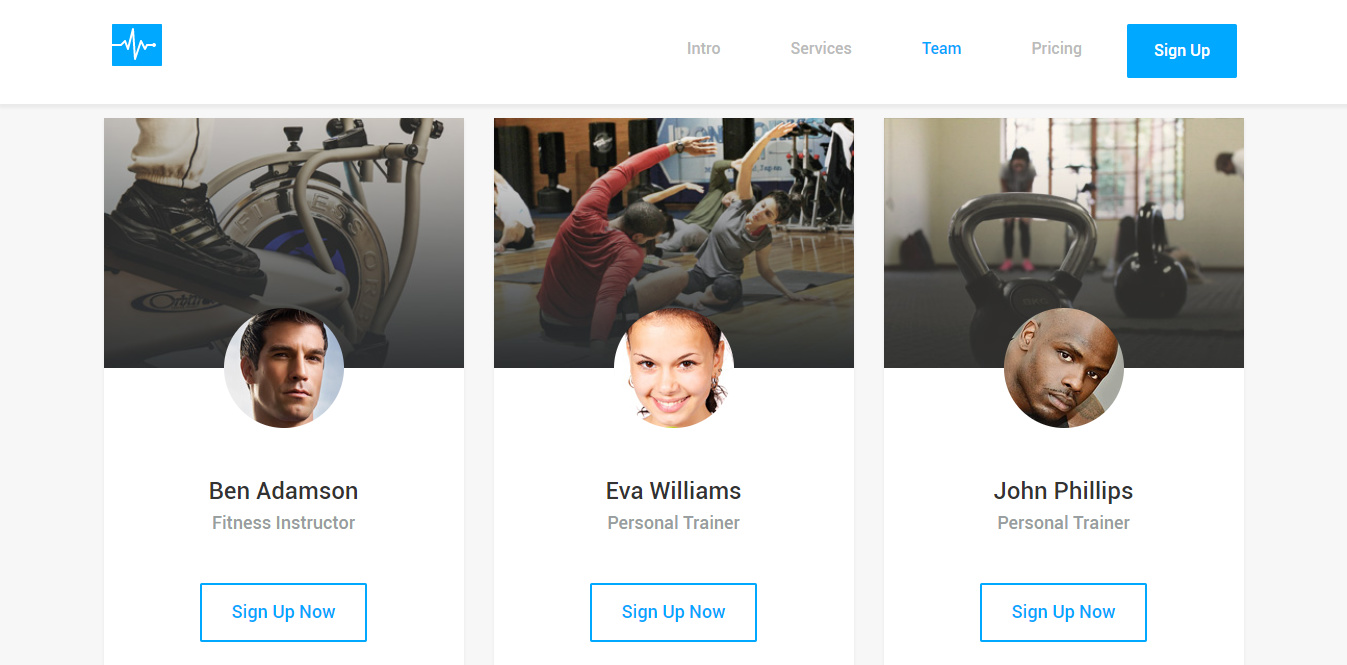 Intro
Services
Team
Pricing
Sign Up
FITNESS
Ben Adamson
Fitness Instructor
Sign Up Now
Eva Williams
Personal Trainer
Sign Up Now
John Phillips
Personal Trainer
Sign Up Now